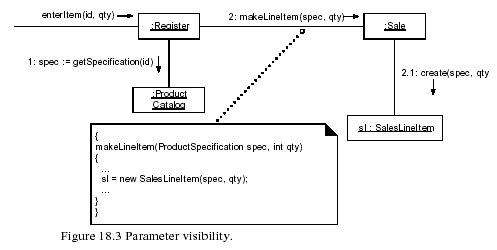 enterItem(id, qty)
:Register
2: makeLineItem(spec, qty)
:Sale
1: spec := getSpecification(id)
:Product
Catalog
2.1: create(spec, qty
sl : SalesLineItem
{
makeLineItem(ProductSpecification spec, int qty)
{
...
sl = new SalesLineItem(spec, qty);
...
}
}
Figure 18.3 Parameter visibility.